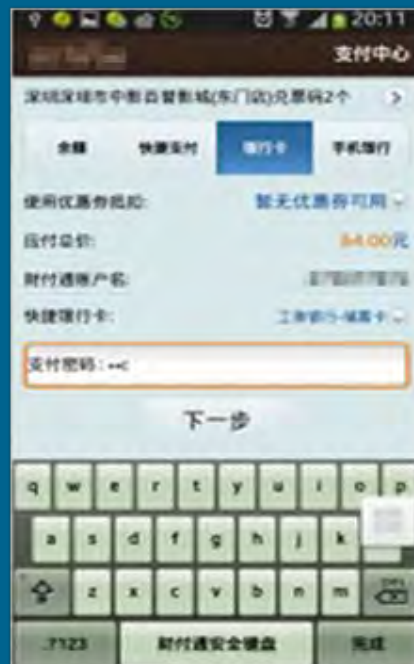 20:11
支付中心
深圳深圳市中影百誉影城(东门店)兑票码2个 >
余额 快捷支付 银行卡 手机银行
使用优惠券抵扣: 暂无优惠券可用
应付总价: 84.00元
财付通账户名:
快捷银行卡: 工商银行-储蓄卡
支付密码:
下一步
q w e r t y u i o p
a s d f g h j k
z x c v b n m
.?123 财付通安全键盘 完成